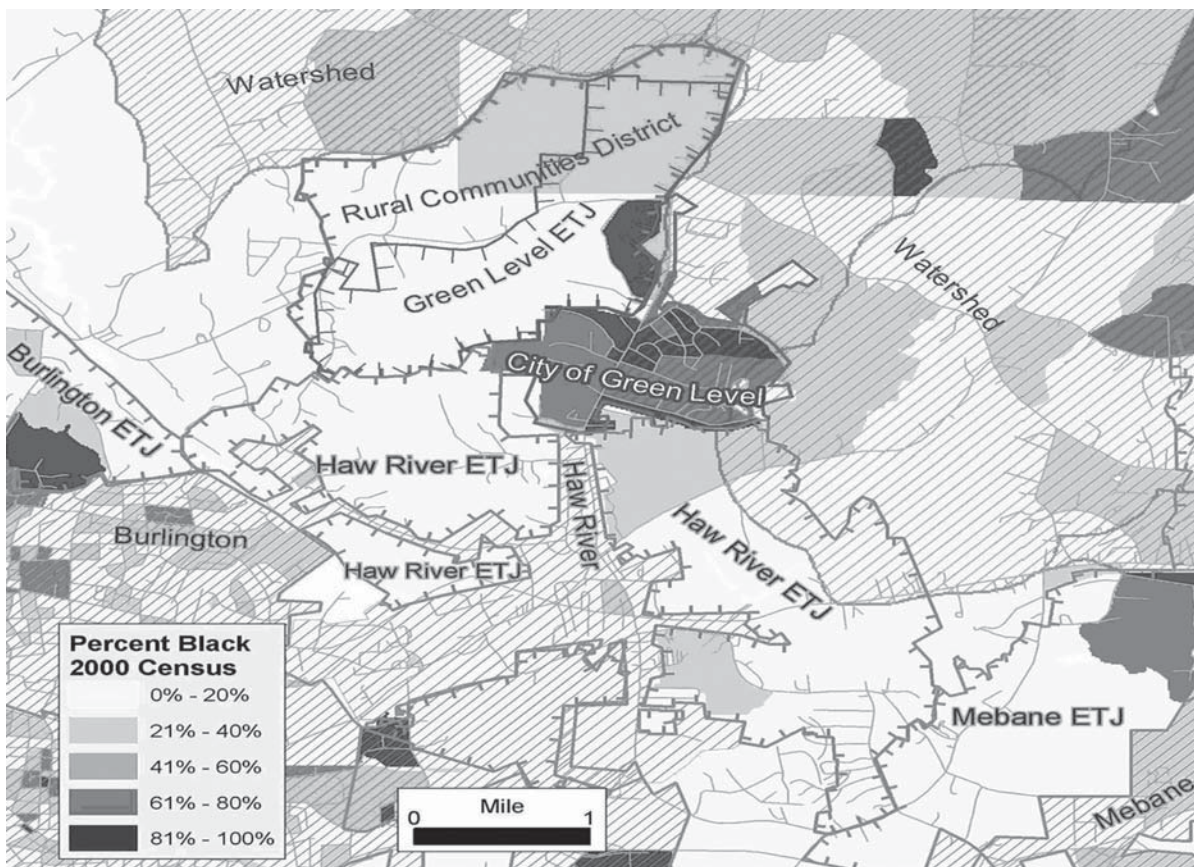 Watershed
Rural Communities District
Green Level ETJ
Watershed
City of Green Level
Burlington ETJ
Haw River ETJ
Haw River
Burlington
Haw River ETJ
Haw River ETJ
Mebane ETJ
Mebane
Percent Black
2000 Census
0% - 20%
21% - 40%
41% - 60%
61% - 80%
81% - 100%
Mile
0 1